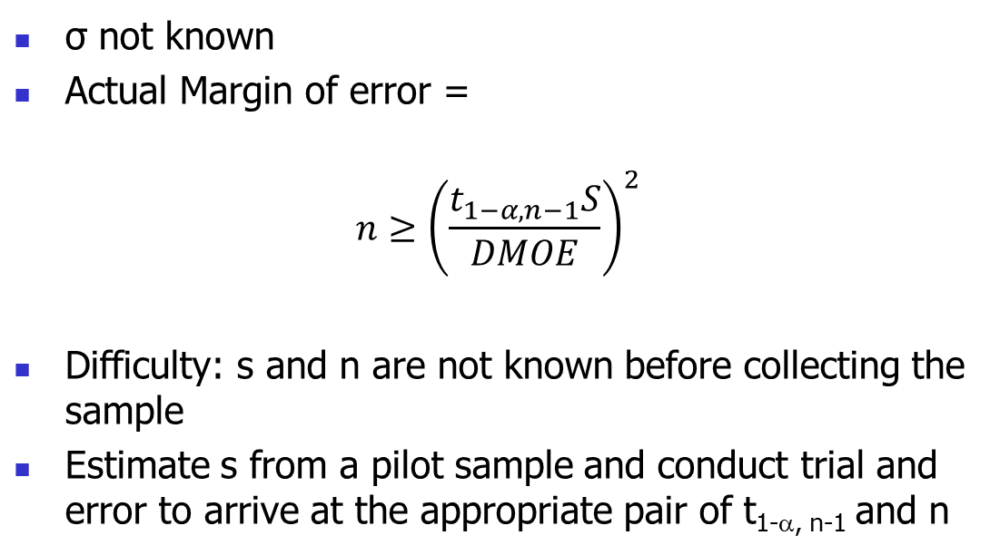 σ not known
Actual Margin of error =
n ≥ (t₁₋α,ₙ₋₁S / DMOE)²
Difficulty: s and n are not known before collecting the
sample
Estimate s from a pilot sample and conduct trial and
error to arrive at the appropriate pair of t₁₋α, ₙ₋₁ and n